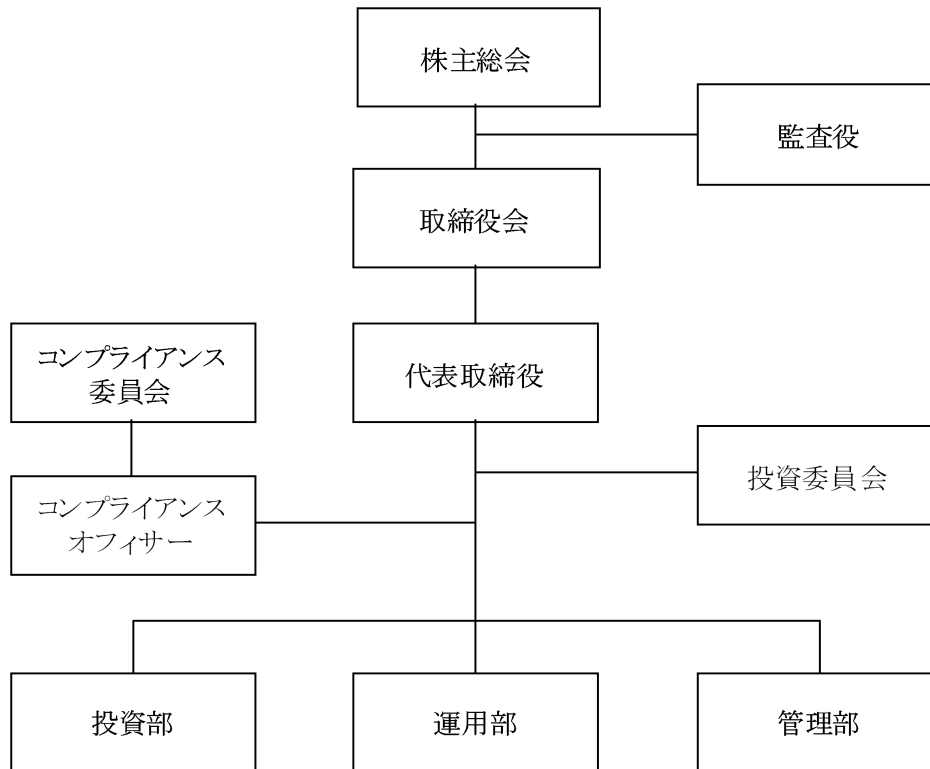 株主総会
監査役
取締役会
コンプライアンス
委員会
代表取締役
投資委員会
コンプライアンス
オフィサー
投資部
運用部
管理部